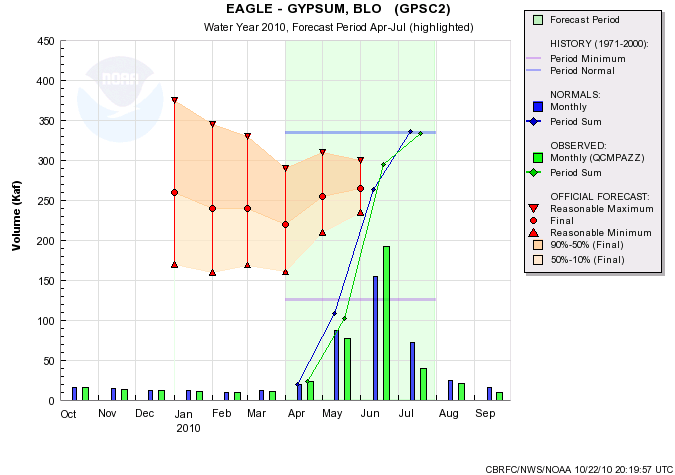 EAGLE - GYPSUM, BLO (GPSC2)
Water Year 2010, Forecast Period Apr-Jul (highlighted)
Volume (Kaf)
450
400
350
300
250
200
150
100
50
0
NOAA
Oct Nov Dec Jan Feb Mar Apr May Jun Jul Aug Sep
2010
Forecast Period
HISTORY (1971-2000):
Period Minimum
Period Normal
NORMALS:
Monthly
Period Sum
OBSERVED:
Monthly (QCMPAZZ)
Period Sum
OFFICIAL FORECAST:
Reasonable Maximum
Final
Reasonable Minimum
90%-50% (Final)
50%-10% (Final)
CBRFC/NWS/NOAA 10/22/10 20:19:57 UTC